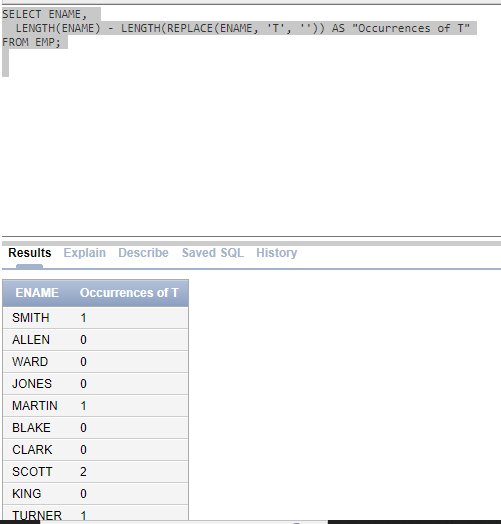 SELECT ENAME,
LENGTH(ENAME) - LENGTH(REPLACE(ENAME, 'T', '')) AS "Occurrences of T"
FROM EMP;
Results Explain Describe Saved SQL History
ENAME Occurrences of T
SMITH 1
ALLEN 0
WARD 0
JONES 0
MARTIN 1
BLAKE 0
CLARK 0
SCOTT 2
KING 0
TURNER 1